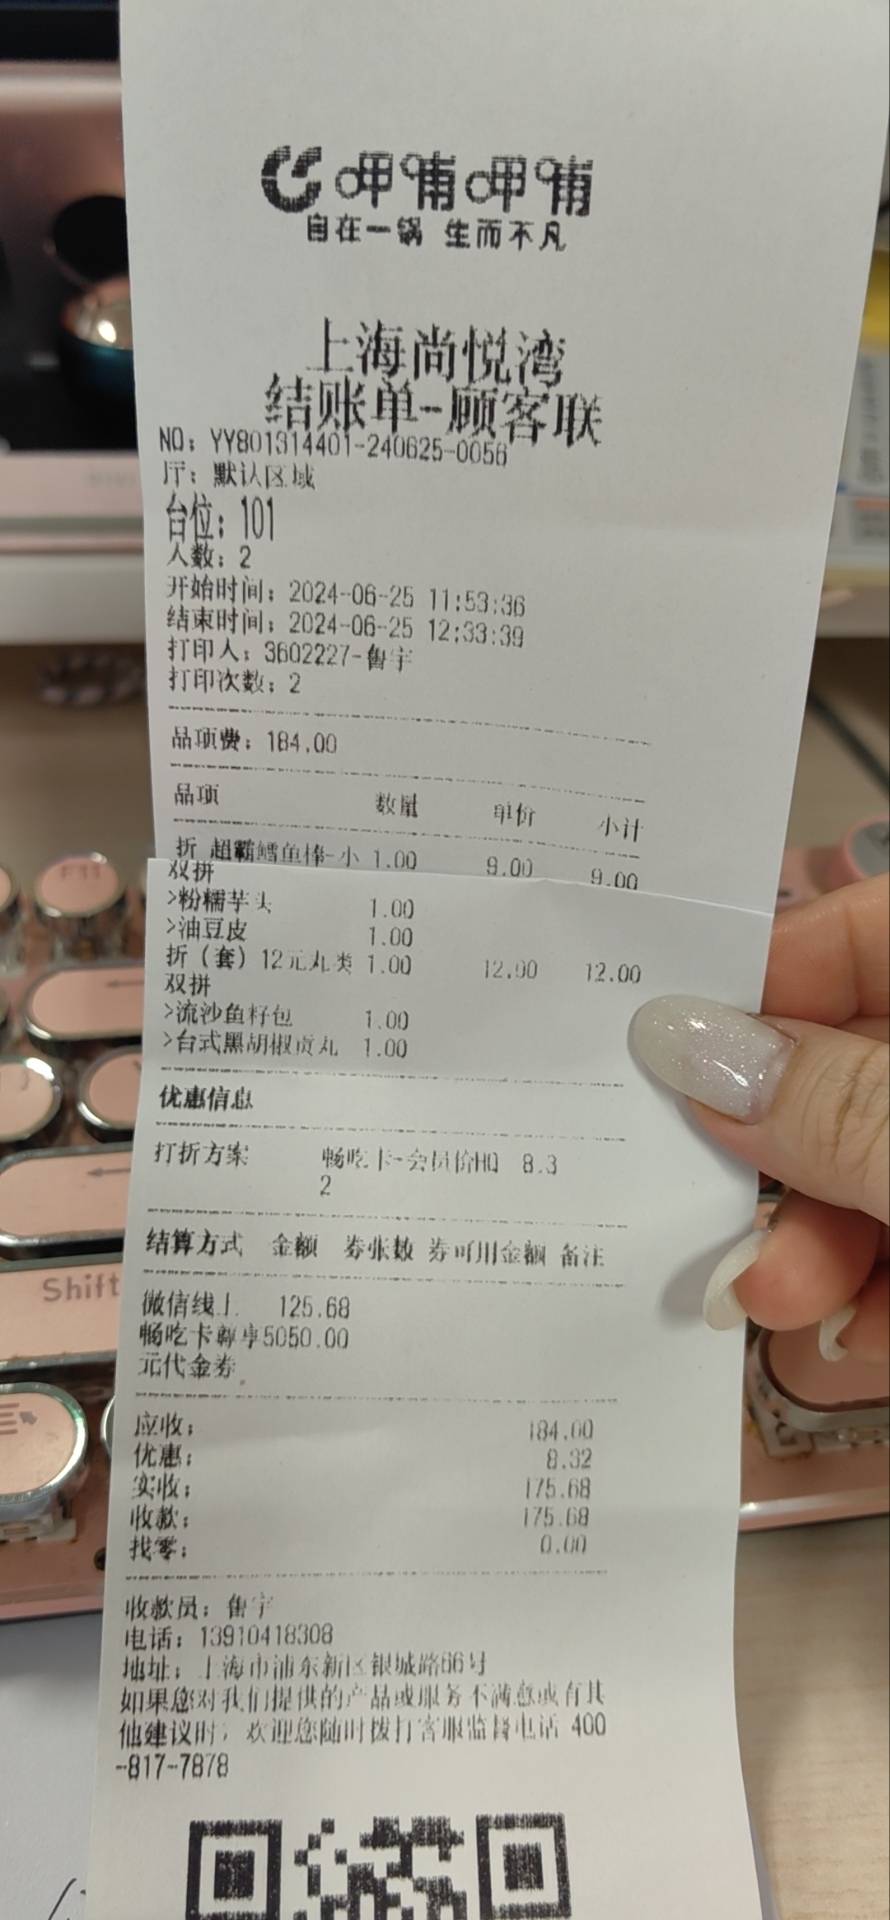 呷哺呷哺
自在一锅 生而不凡
上海尚悦湾
结账单-顾客联
NO: YY801314401-240625-0056
厅: 默认区域
台位: 101
人数: 2
开始时间: 2024-06-25 11:53:36
结束时间: 2024-06-25 12:33:39
打印人: 3602227-鲁宇
打印次数: 2
品项费: 184.00
品项 数量 单价 小计
折 超霸鳕鱼棒-小 1.00 9.00 9.00
双拼
>粉糯芋头 1.00
>油豆皮 1.00
折(套) 12元丸类 1.00 12.00 12.00
双拼
>流沙鱼籽包 1.00
>台式黑胡椒贡丸 1.00
优惠信息
打折方案 畅吃卡-会员价HQ 8.3
2
结算方式 金额 券张数 券可用金额 备注
微信线上 125.68
畅吃卡尊享5050.00
元代金券
应收: 184.00
优惠: 8.32
实收: 175.68
收款: 175.68
找零: 0.00
收款员: 鲁宇
电话: 13910418308
地址: 上海市浦东新区银城路66号
如果您对我们提供的产品或服务不满意或有其
他建议时, 欢迎您随时拨打客服监督电话 400
-817-7878
F11
Shift